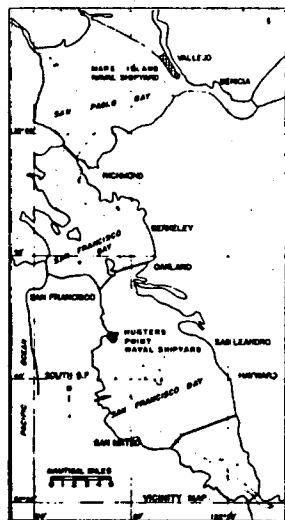 MARE ISLAND
NAVAL SHIPYARD
VALLEJO
BENICIA
SAN PABLO BAY
RICHMOND
BERKELEY
SAN FRANCISCO
BAY
OAKLAND
SAN FRANCISCO
HUNTERS
POINT
NAVAL SHIPYARD
SAN LEANDRO
SOUTH S.F.
HAYWARD
PACIFIC OCEAN
SAN FRANCISCO BAY
SAN MATEO
NAUTICAL MILES
VICINITY MAP